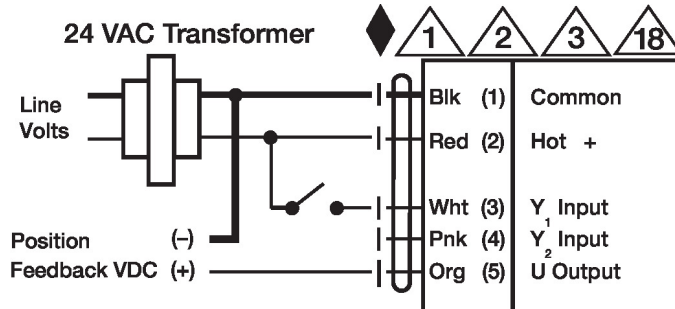 24 VAC Transformer
1 2 3 18
Line
Volts
Blk (1) Common
Red (2) Hot +
Wht (3) Y1 Input
Pnk (4) Y2 Input
Org (5) U Output
Position (–)
Feedback VDC (+)